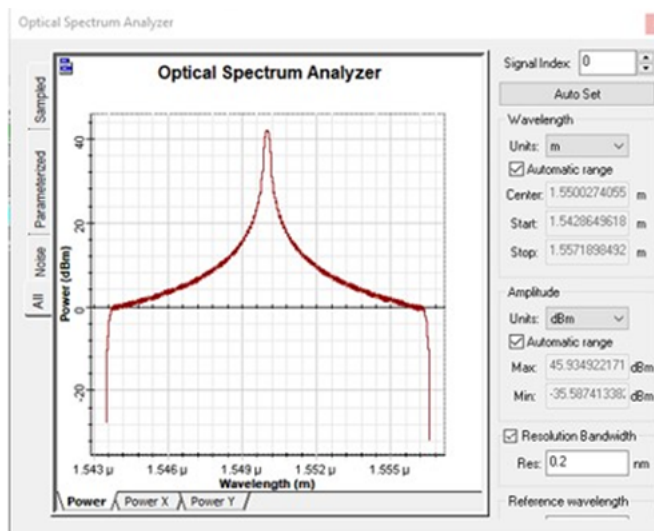 Optical Spectrum Analyzer
Optical Spectrum Analyzer
Sampled
Parameterized
Noise
All
Power (dBm)
40
20
0
-20
1.543 µ 1.546 µ 1.549 µ 1.552 µ 1.555 µ
Wavelength (m)
Power Power X Power Y
Signal Index: 0
Auto Set
Wavelength
Units: m
Automatic range
Center: 1.5500274055 m
Start: 1.5428649618 m
Stop: 1.5571898492 m
Amplitude
Units: dBm
Automatic range
Max: 45.934922171 dBm
Min: dBm
Resolution Bandwidth
Res: 0.2 nm
Reference wavelength